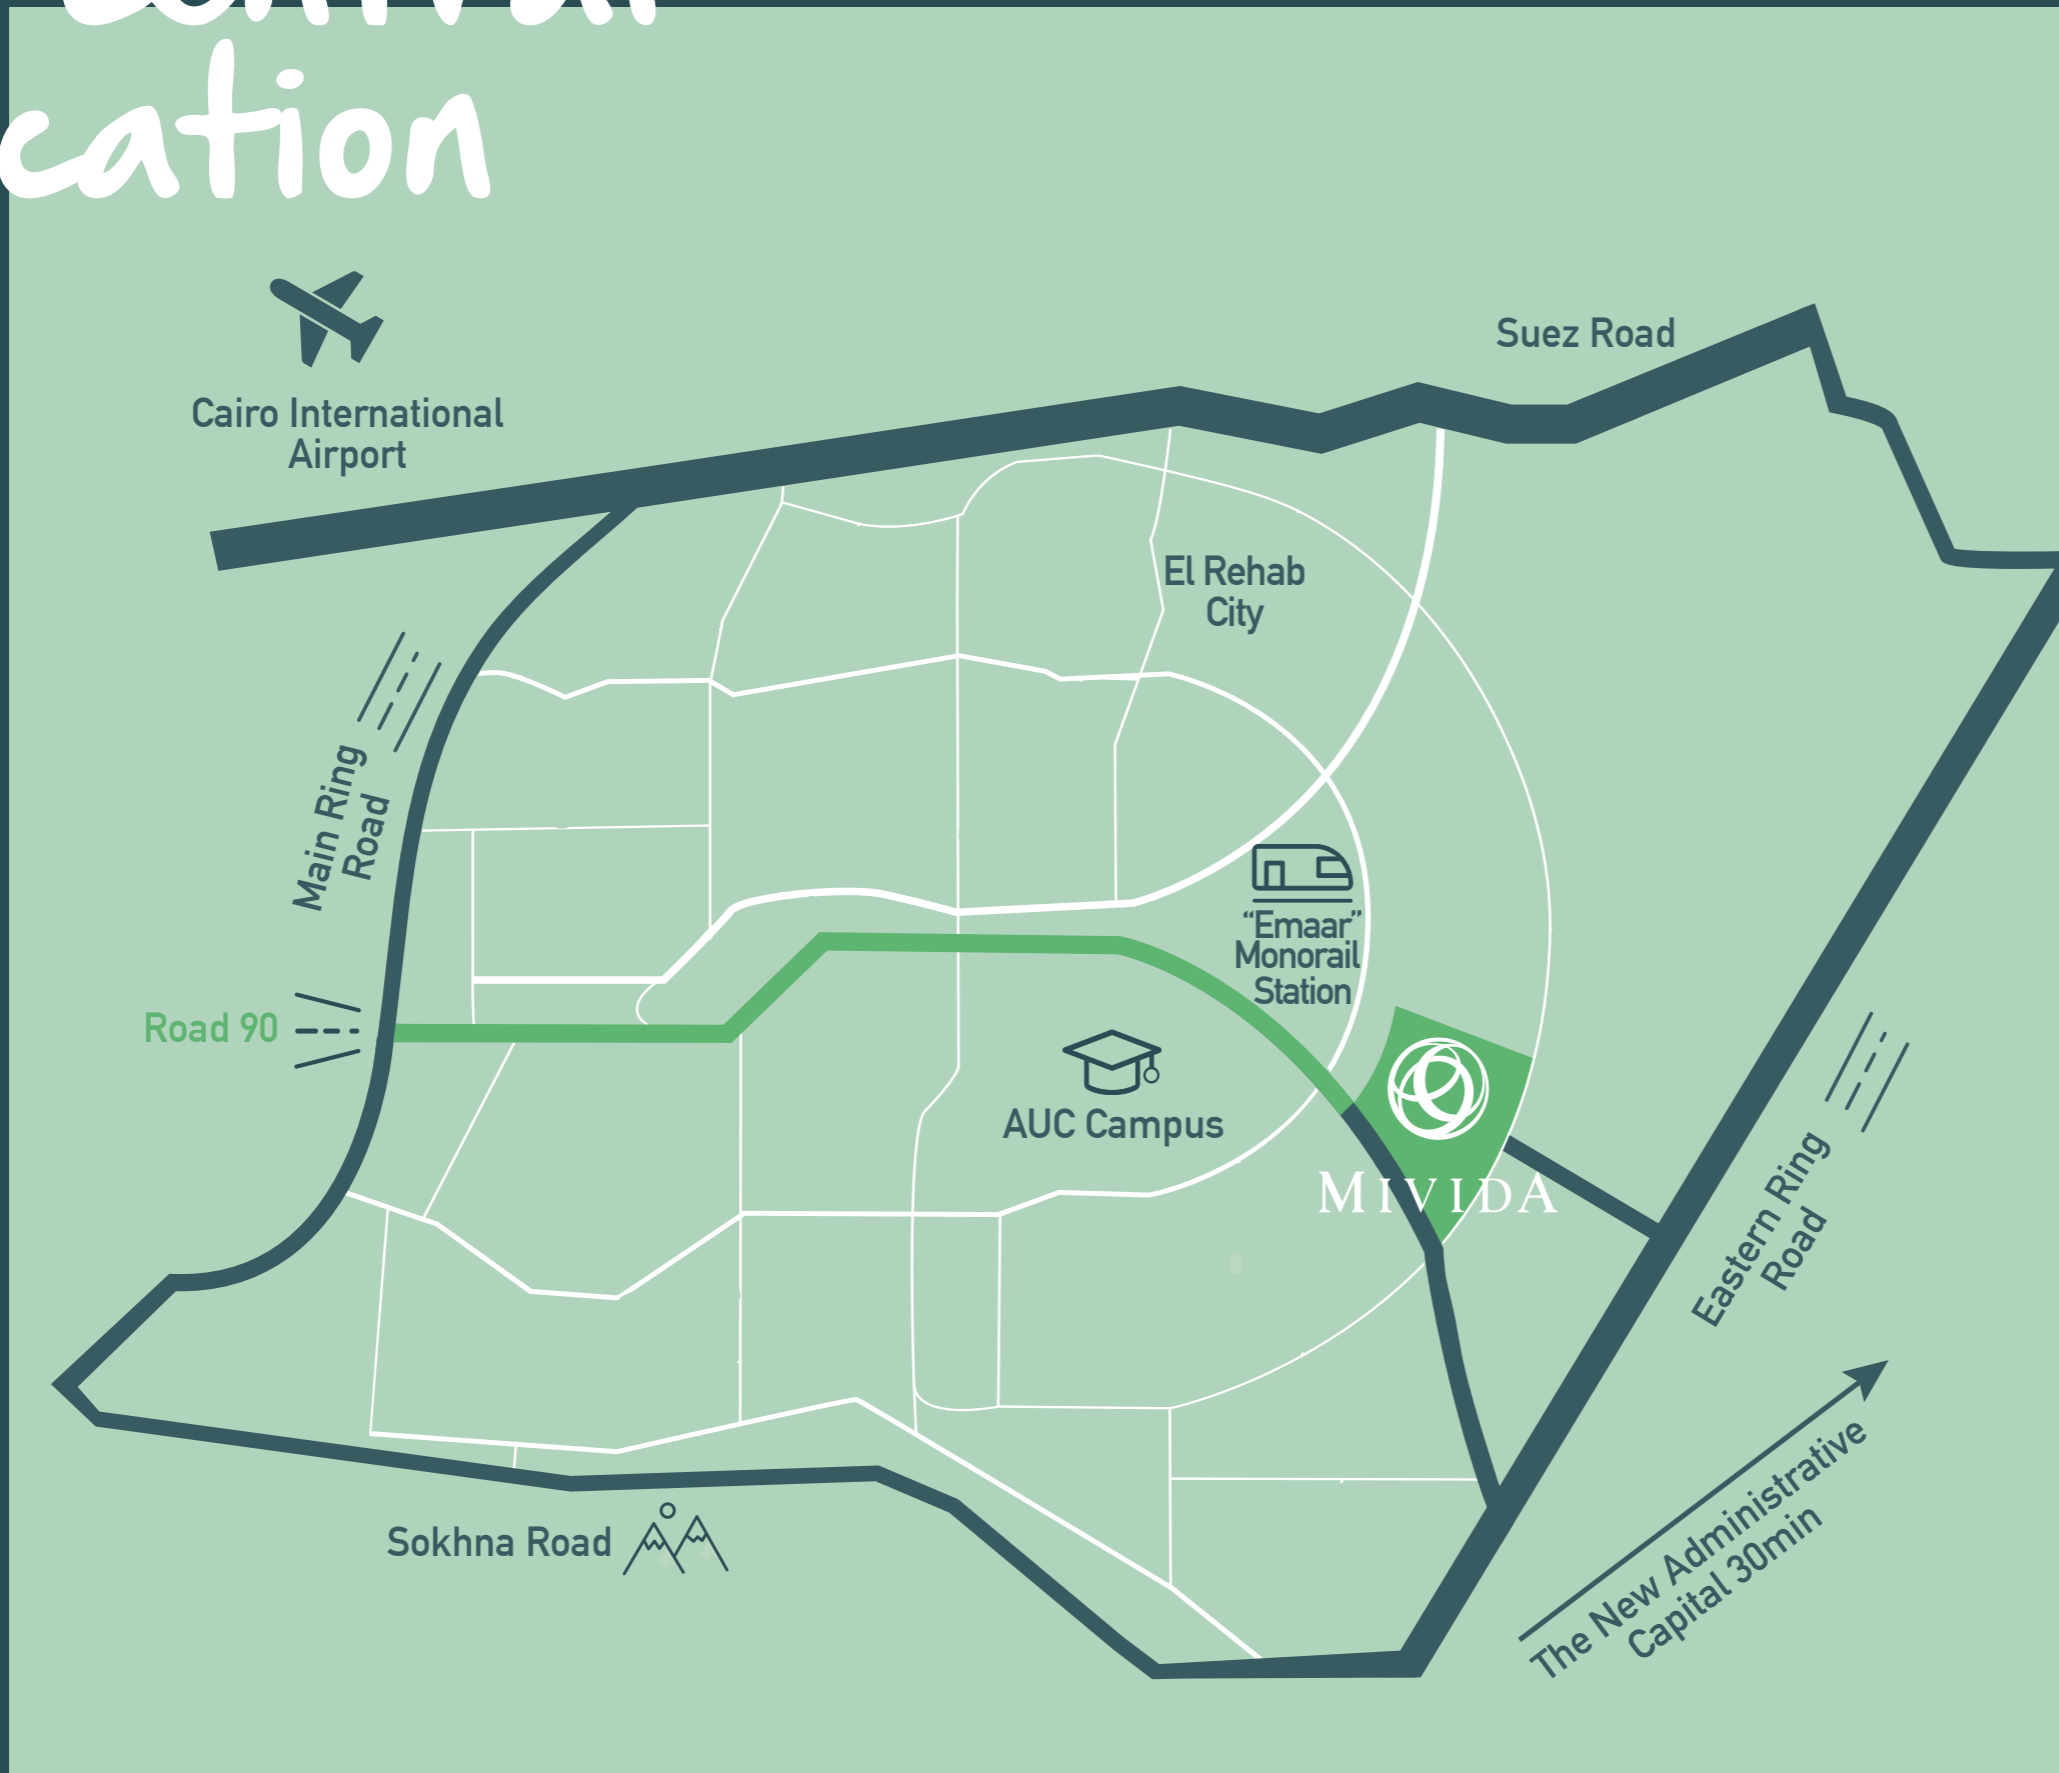 cation
Cairo International
Airport
Suez Road
El Rehab
City
Main Ring
Road
"Emaar"
Monorail
Station
Road 90
AUC Campus
MIVIDA
Eastern Ring
Road
Sokhna Road
The New Administrative
Capital 30min